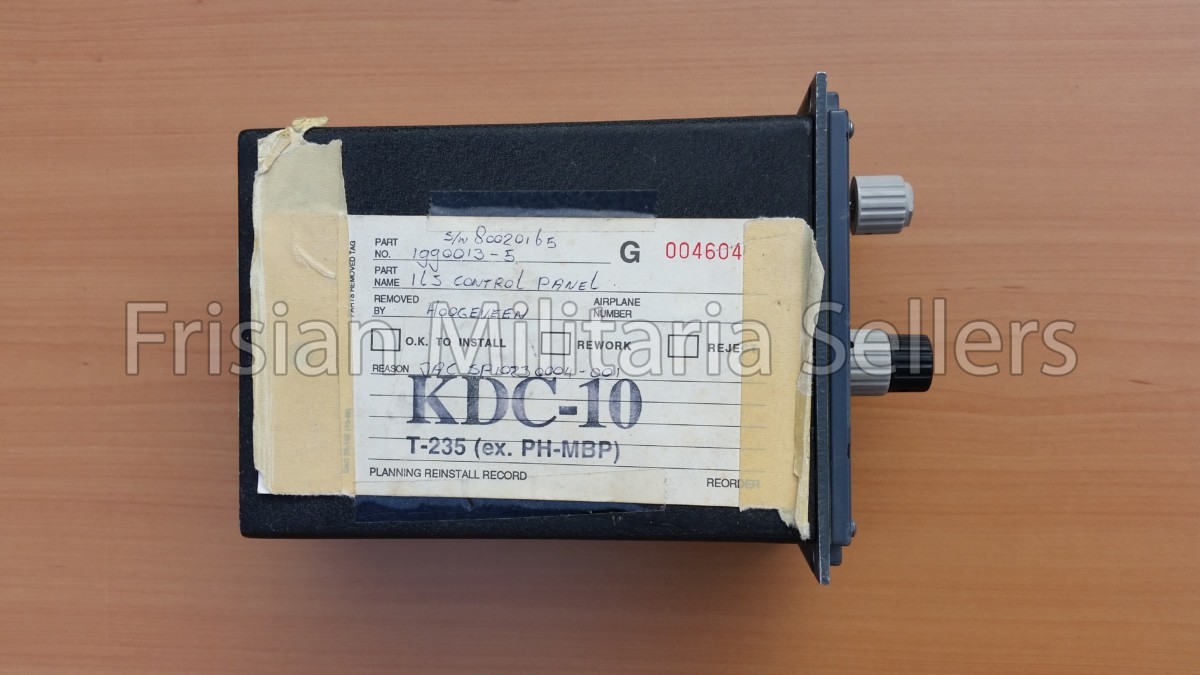 PARTS REMOVED TAG
PART NO. 1990013-5 S/N 80020165
G 004604
PART NAME ILS CONTROL PANEL
REMOVED BY HOOGEVEEN AIRPLANE NUMBER
O.K. TO INSTALL REWORK REJECT
REASON
KDC-10
T-235 (ex. PH-MBP)
PLANNING REINSTALL RECORD REORDER
Frisian Militaria Sellers